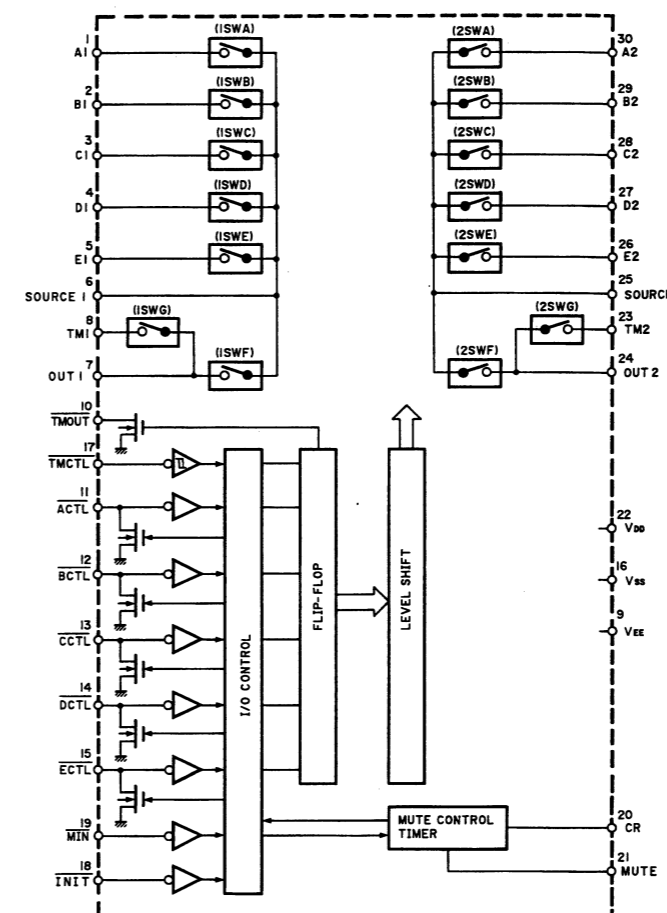 1
A1
(1SWA)
(2SWA)
30
A2
2
B1
(1SWB)
(2SWB)
29
B2
3
C1
(1SWC)
(2SWC)
28
C2
4
D1
(1SWD)
(2SWD)
27
D2
5
E1
(1SWE)
(2SWE)
26
E2
6
SOURCE 1
25
SOURC
8
TM1
(1SWG)
(2SWG)
23
TM2
7
OUT 1
(1SWF)
(2SWF)
24
OUT 2
10
TMOUT
17
TMCTL
11
ACTL
12
BCTL
13
CCTL
14
DCTL
15
ECTL
19
MIN
18
INIT
I/O CONTROL
FLIP-FLOP
LEVEL SHIFT
22
VDD
16
VSS
9
VEE
MUTE CONTROL
TIMER
20
CR
21
MUTE